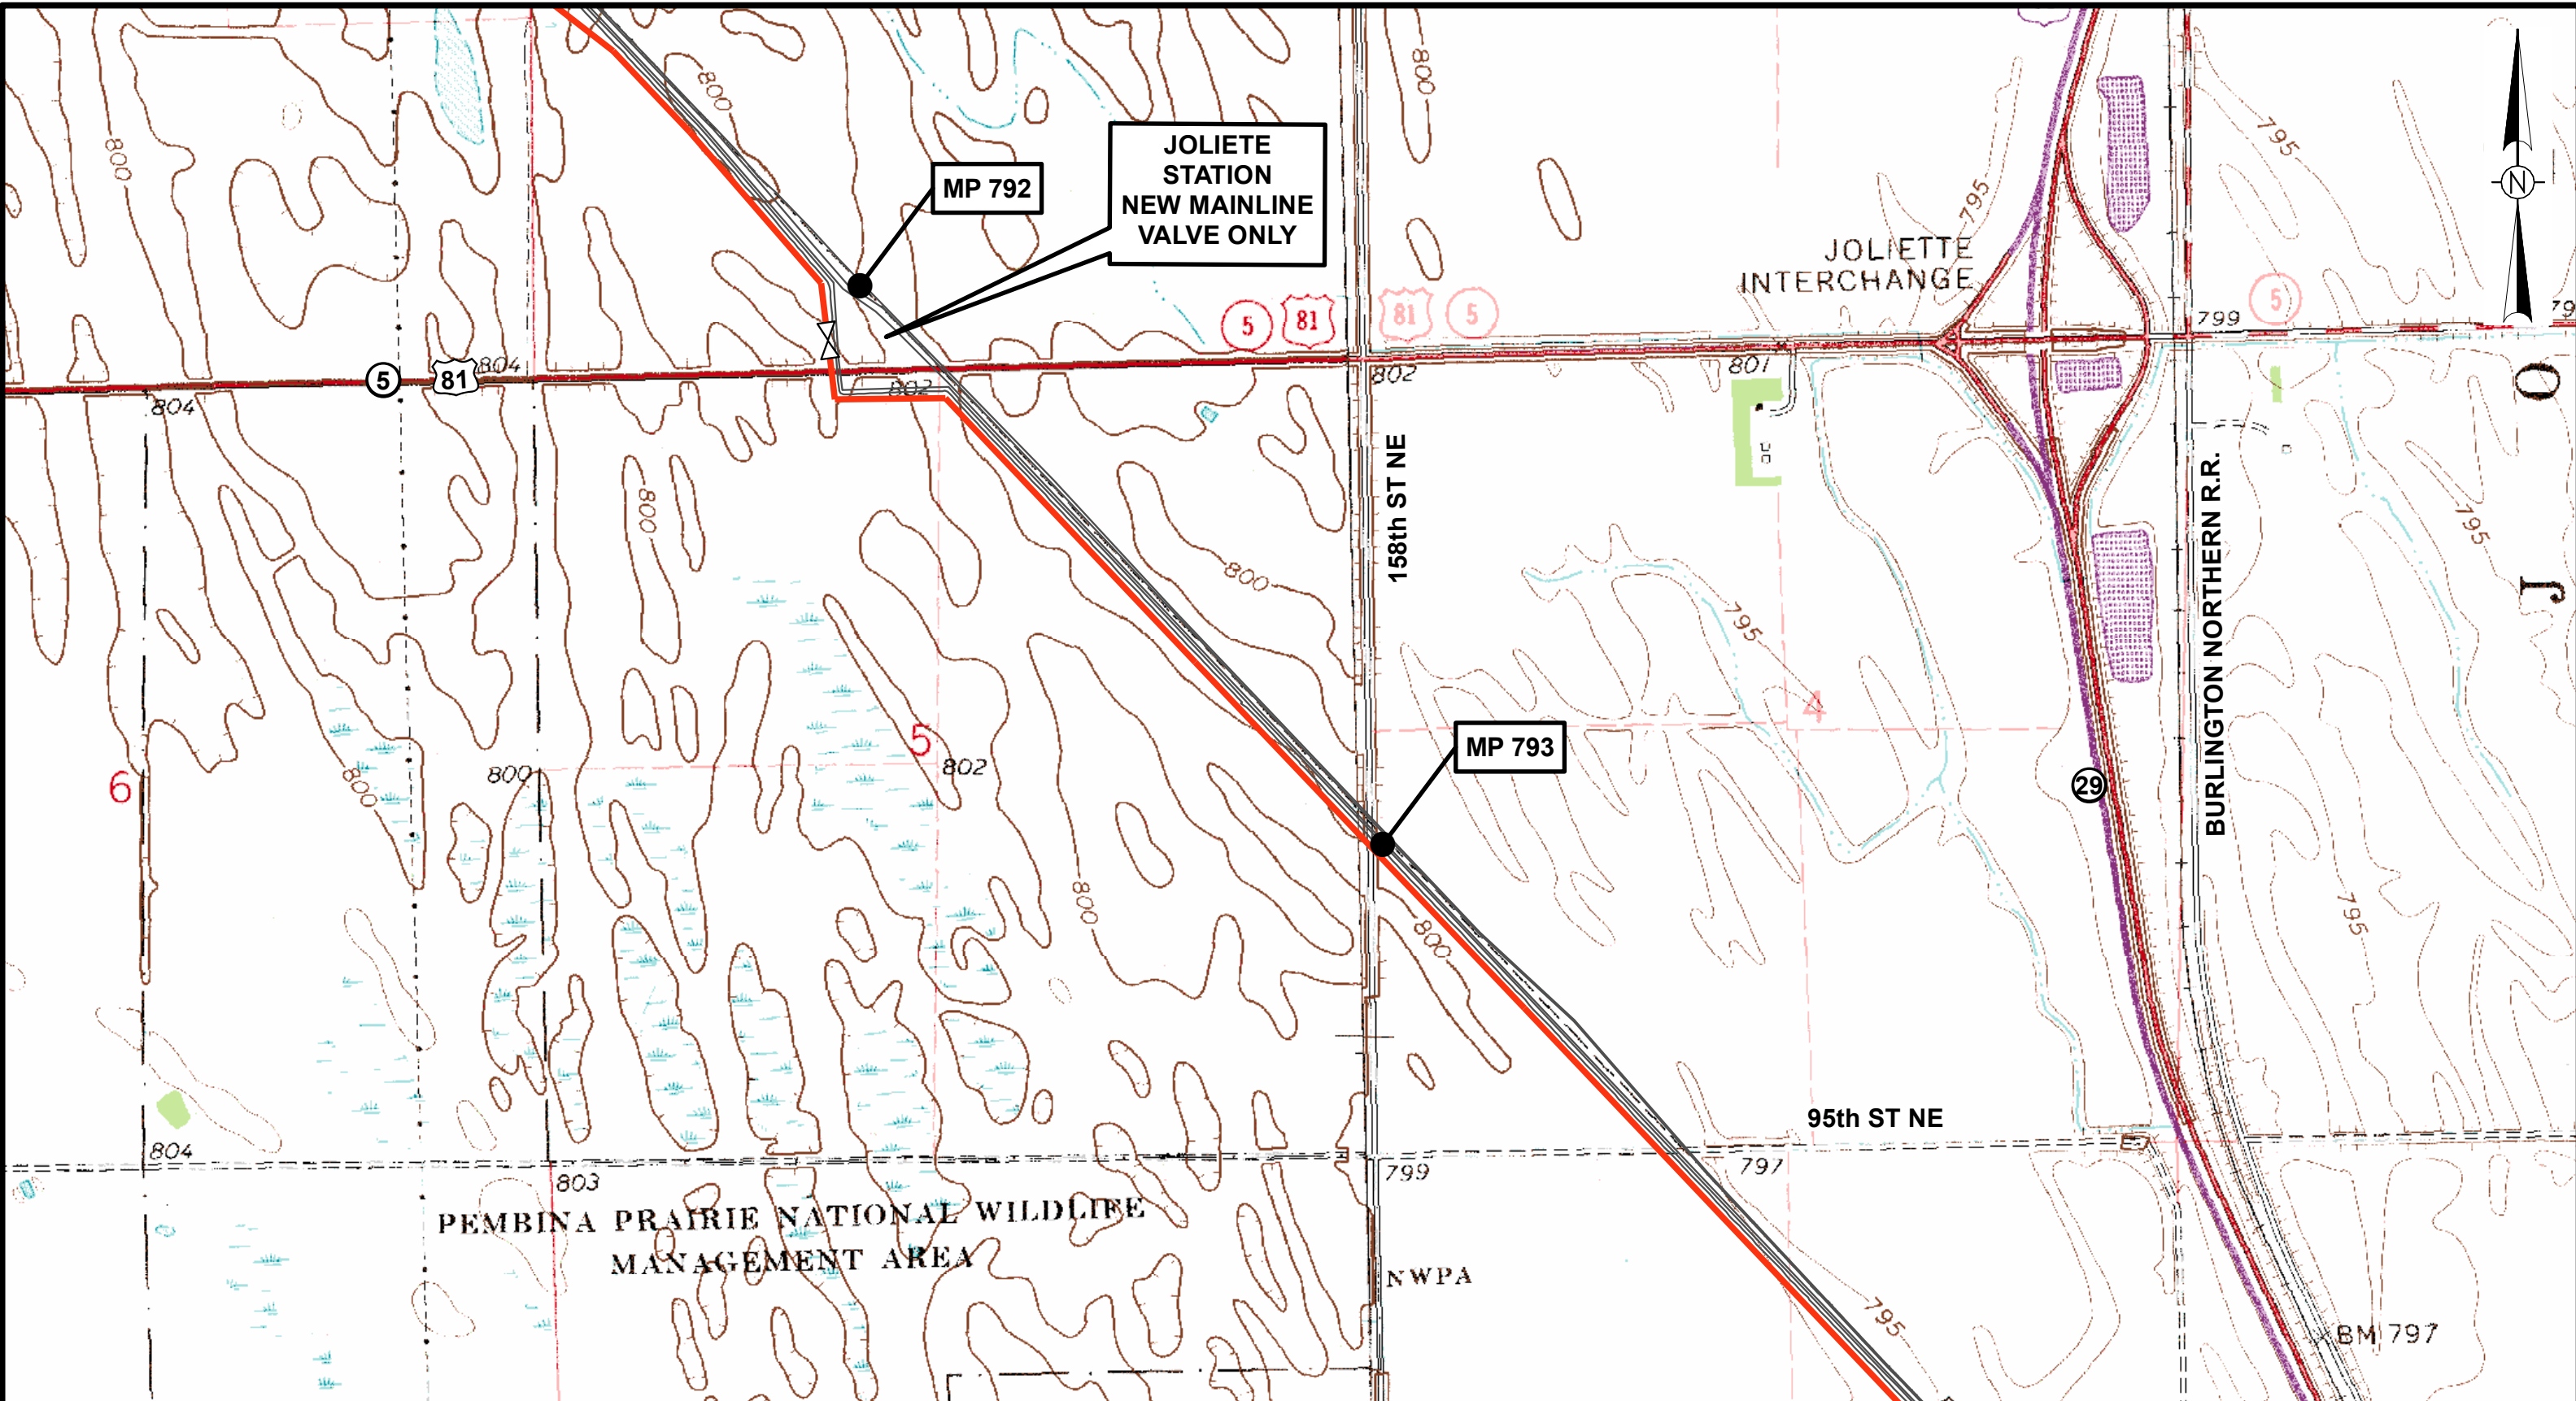 800
800
800
JOLIETE
STATION
NEW MAINLINE
VALVE ONLY
MP 792
795
795
JOLIETTE
INTERCHANGE
N
5
81
81
5
5
799
79
5
81
804
802
802
801
804
J O
158th ST NE
BURLINGTON NORTHERN R.R.
800
800
795
795
5
802
4
MP 793
6
800
800
29
800
800
795
95th ST NE
804
803
799
797
PEMBINA PRAIRIE NATIONAL WILDLIFE
MANAGEMENT AREA
NWPA
795
BM 797